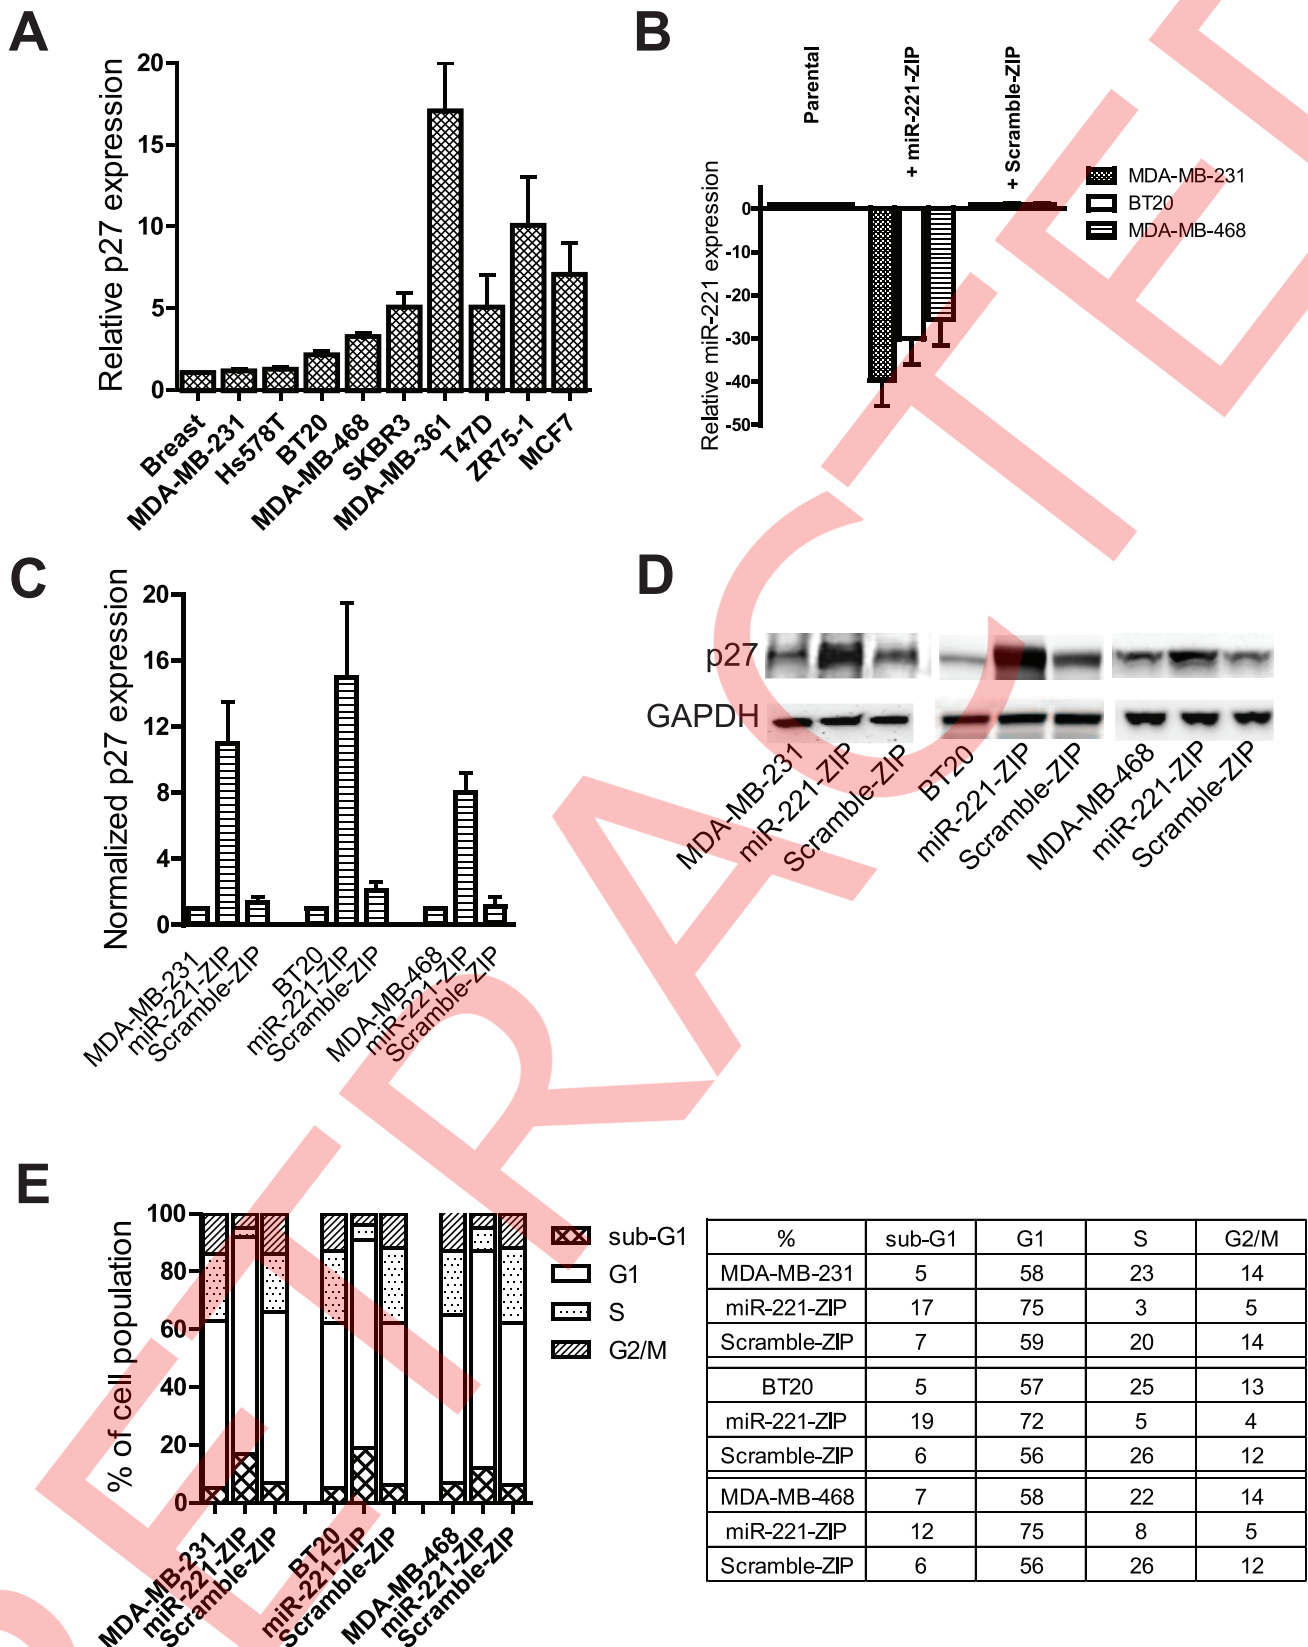 A
Relative p27 expression
20
15
10
5
0
Breast
MDA-MB-231
Hs578T
BT20
MDA-MB-468
SKBR3
MDA-MB-361
T47D
ZR75-1
MCF7
B
Parental
+ miR-221-ZIP
+ Scramble-ZIP
Relative miR-221 expression
0
-10
-20
-30
-40
-50
MDA-MB-231
BT20
MDA-MB-468
C
Normalized p27 expression
20
16
12
8
4
0
MDA-MB-231
miR-221-ZIP
Scramble-ZIP
BT20
miR-221-ZIP
Scramble-ZIP
MDA-MB-468
miR-221-ZIP
Scramble-ZIP
D
p27
GAPDH
MDA-MB-231
miR-221-ZIP
Scramble-ZIP
BT20
miR-221-ZIP
Scramble-ZIP
MDA-MB-468
miR-221-ZIP
Scramble-ZIP
E
% of cell population
100
80
60
40
20
0
MDA-MB-231
miR-221-ZIP
Scramble-ZIP
BT20
miR-221-ZIP
Scramble-ZIP
MDA-MB-468
miR-221-ZIP
Scramble-ZIP
sub-G1
G1
S
G2/M
% sub-G1 G1 S G2/M
MDA-MB-231 5 58 23 14
miR-221-ZIP 17 75 3 5
Scramble-ZIP 7 59 20 14
BT20 5 57 25 13
miR-221-ZIP 19 72 5 4
Scramble-ZIP 6 56 26 12
MDA-MB-468 7 58 22 14
miR-221-ZIP 12 75 8 5
Scramble-ZIP 6 56 26 12
RETRACTED